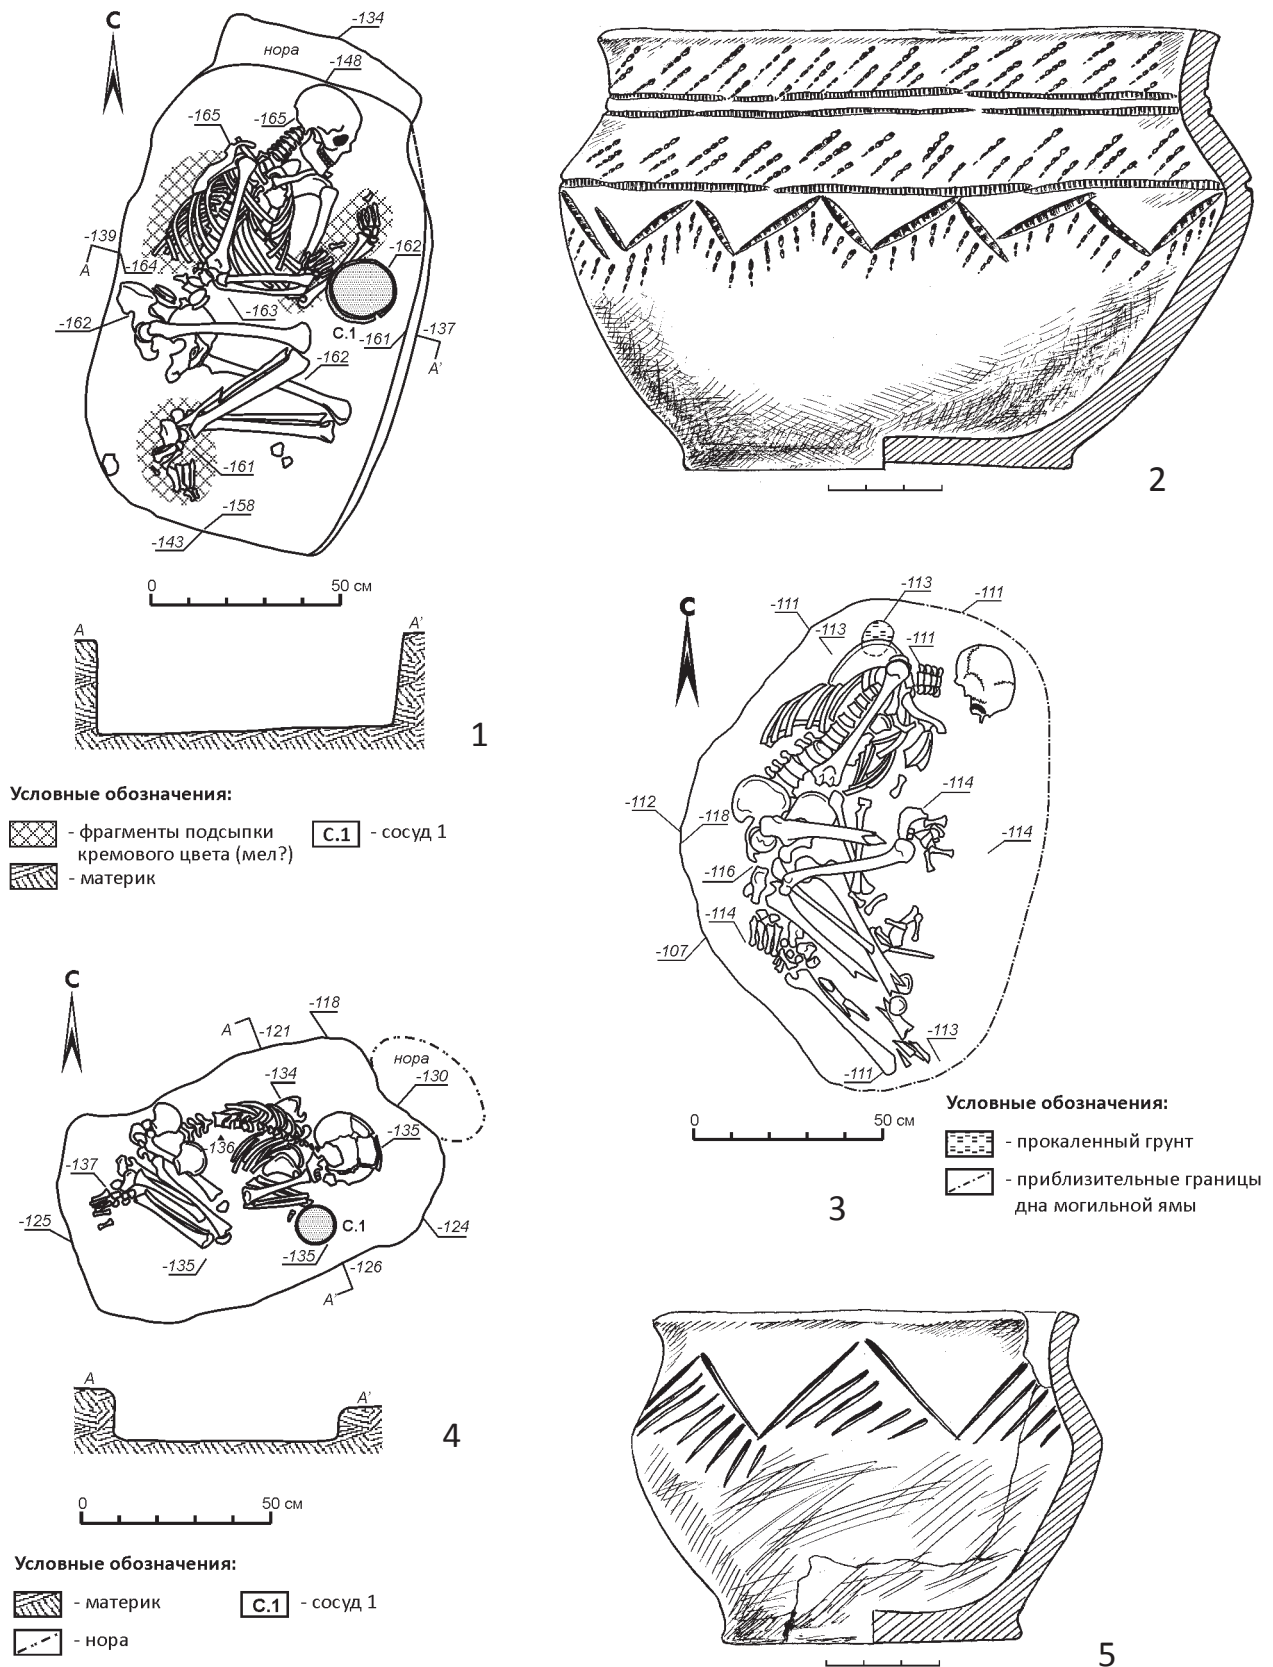 С
-134
нора
-148
-165
-165
-139
А
-164
-162
-163
-162
С.1
-161
-137
А'
-162
-161
-158
-143
0 50 см
А А'
1
Условные обозначения:
- фрагменты подсыпки
кремового цвета (мел?)
С.1 - сосуд 1
- материк
2
С
-113
-111
-111
-113
-111
-112
-118
-114
-114
-116
-114
-107
-113
-111
0 50 см
3
Условные обозначения:
- прокаленный грунт
- приблизительные границы
дна могильной ямы
С
-118
А
-121
нора
-134
-130
-135
-136
-137
-125
С.1
-124
-135
-135
-126
А'
А А'
4
0 50 см
Условные обозначения:
- материк
С.1 - сосуд 1
- нора
5